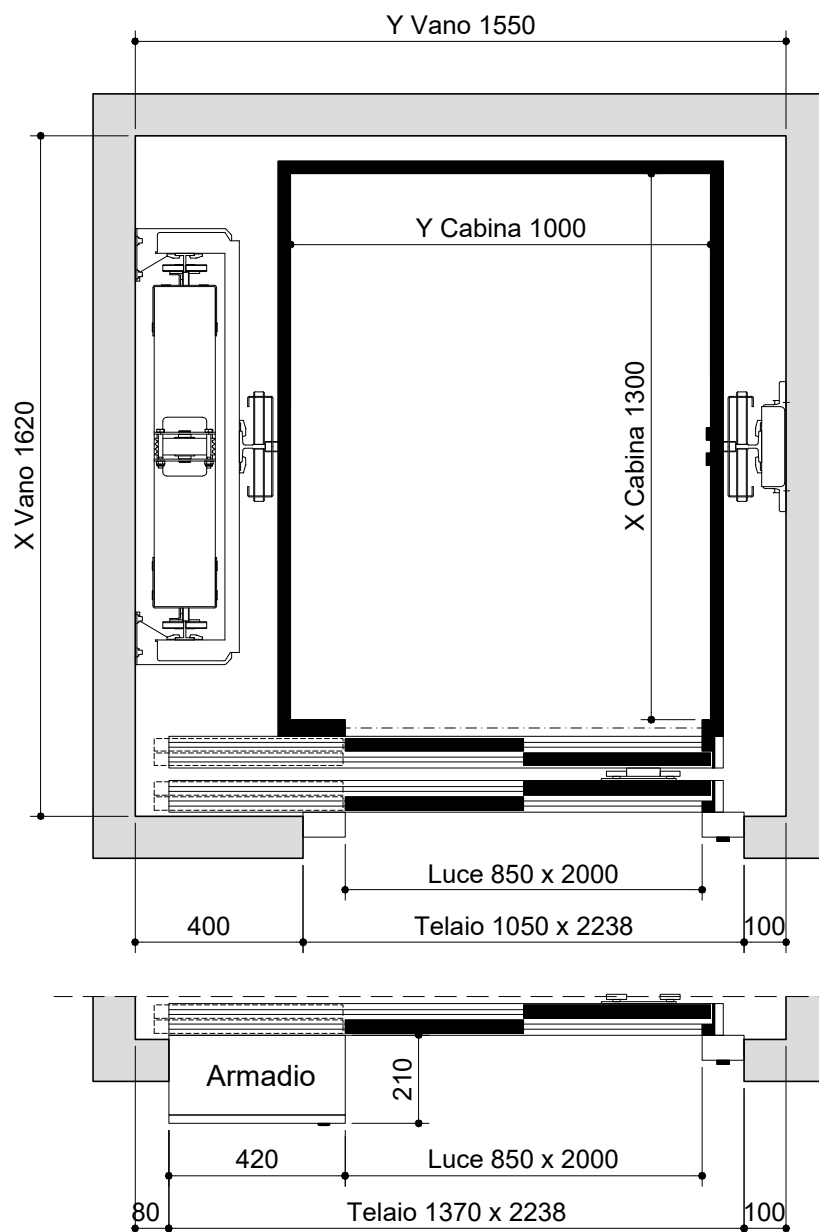 Y Vano 1550
Y Cabina 1000
X Cabina 1300
X Vano 1620
Luce 850 x 2000
400
Telaio 1050 x 2238
100
Armadio
210
420
Luce 850 x 2000
80
Telaio 1370 x 2238
100